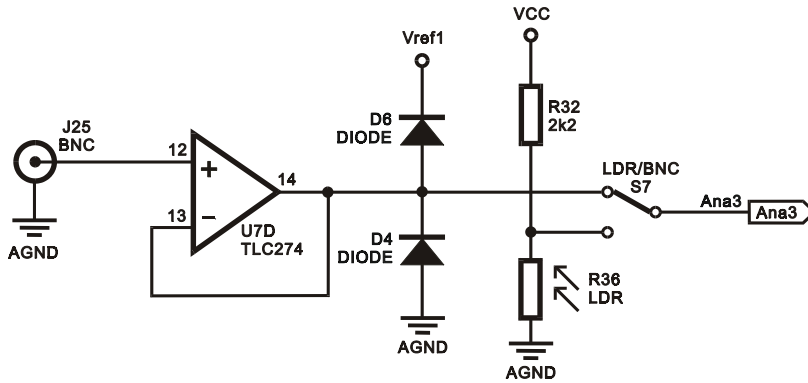 VCC
Vref1
J25
BNC
12
+
14
13
−
U7D
TLC274
AGND
D6
DIODE
D4
DIODE
AGND
R32
2k2
LDR/BNC
S7
Ana3
Ana3
R36
LDR
AGND